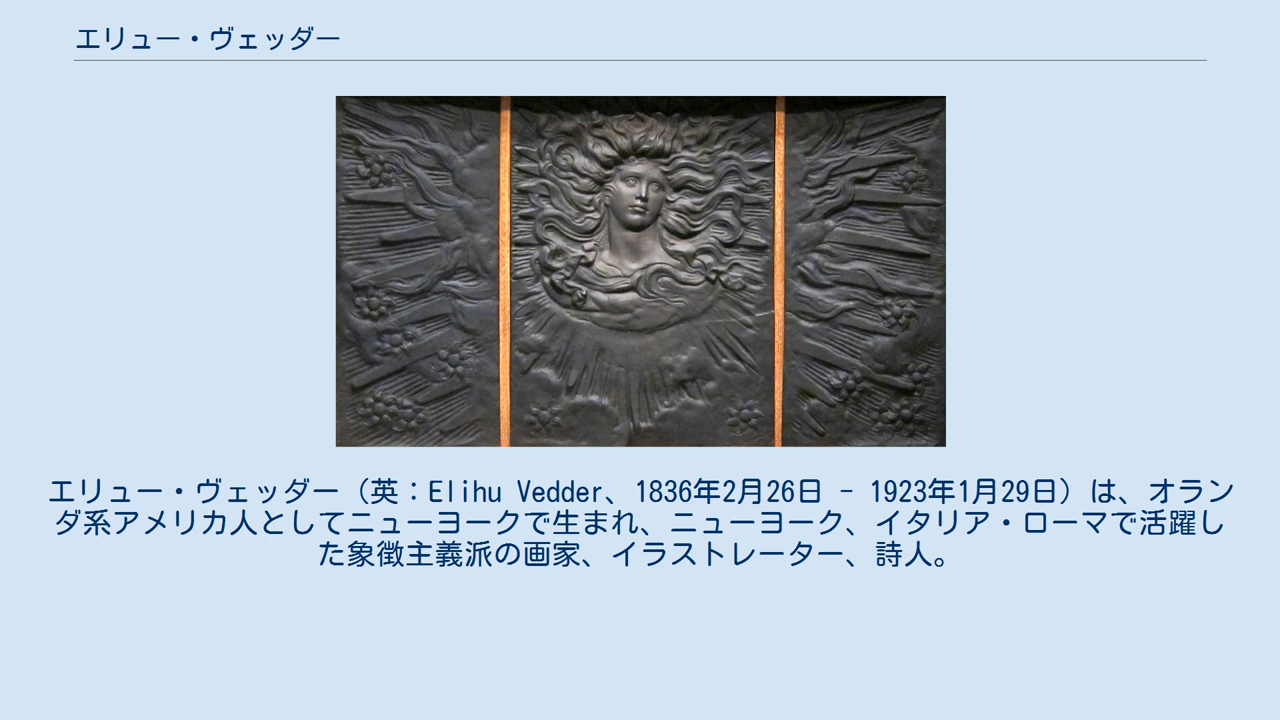 エリュー・ヴェッダー
エリュー・ヴェッダー（英：Elihu Vedder、1836年2月26日 - 1923年1月29日）は、オラン
ダ系アメリカ人としてニューヨークで生まれ、ニューヨーク、イタリア・ローマで活躍し
た象徴主義派の画家、イラストレーター、詩人。